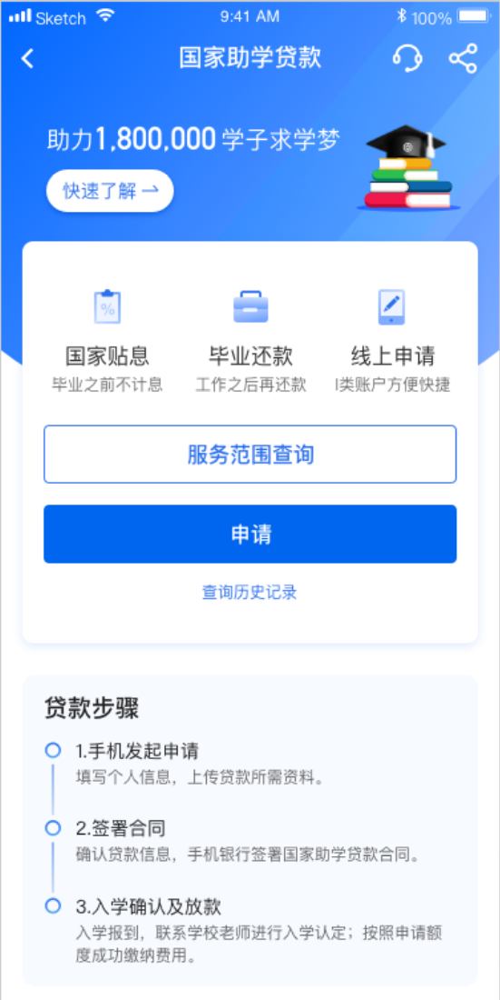 Sketch 9:41 AM 100%
国家助学贷款
助力1,800,000 学子求学梦
快速了解
%
国家贴息 毕业还款 线上申请
毕业之前不计息 工作之后再还款 I类账户方便快捷
服务范围查询
申请
查询历史记录
贷款步骤
1.手机发起申请
填写个人信息，上传贷款所需资料。
2.签署合同
确认贷款信息，手机银行签署国家助学贷款合同。
3.入学确认及放款
入学报到，联系学校老师进行入学认定；按照申请额
度成功缴纳费用。